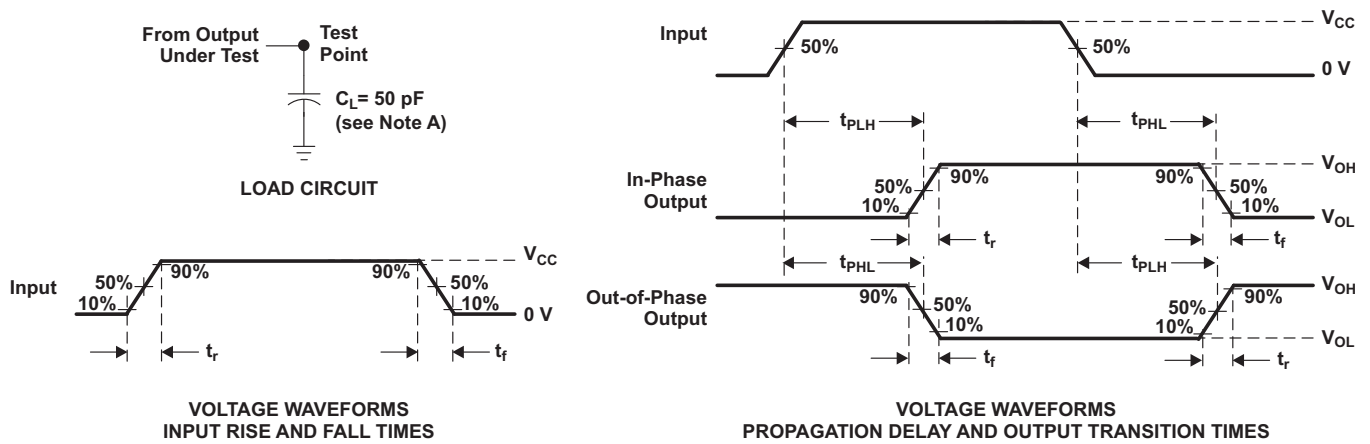 From Output
Under Test
Test
Point
C_L= 50 pF
(see Note A)
LOAD CIRCUIT
Input
10%
50%
90%
90%
50%
10%
V_CC
0 V
t_r
t_f
VOLTAGE WAVEFORMS
INPUT RISE AND FALL TIMES
Input
50%
50%
V_CC
0 V
t_PLH
t_PHL
In-Phase
Output
50%
10%
90%
90%
50%
10%
V_OH
V_OL
t_r
t_f
t_PHL
t_PLH
Out-of-Phase
Output
90%
50%
10%
50%
10%
90%
V_OH
V_OL
t_f
t_r
VOLTAGE WAVEFORMS
PROPAGATION DELAY AND OUTPUT TRANSITION TIMES